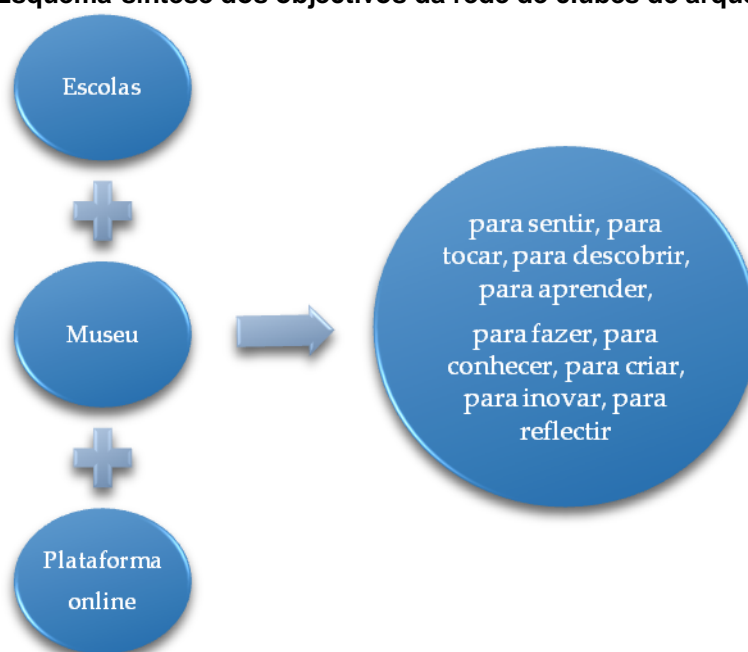 Esquema-síntese dos objectivos da rede de clubes de
Escolas
Museu
Plataforma
online
para sentir, para
tocar, para descobrir,
para aprender,
para fazer, para
conhecer, para criar,
para inovar, para
reflectir